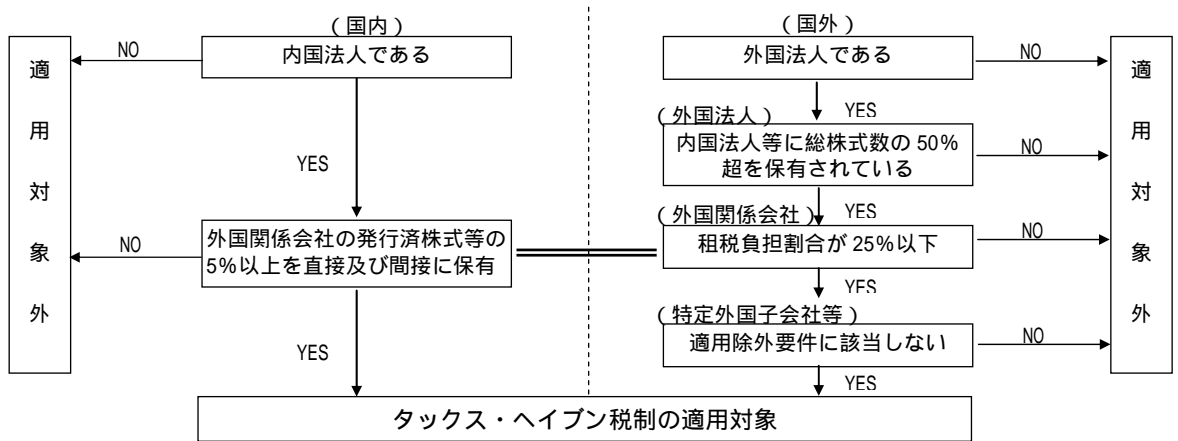 (国内)
(国外)
適用対象外
NO
内国法人である
外国法人である
NO
適用対象外
YES
(外国法人)
YES
内国法人等に総株式数の 50%
超を保有されている
NO
(外国関係会社)
YES
NO
外国関係会社の発行済株式等の
5%以上を直接及び間接に保有
租税負担割合が 25%以下
NO
YES
(特定外国子会社等)
YES
適用除外要件に該当しない
NO
YES
タックス・ヘイブン税制の適用対象